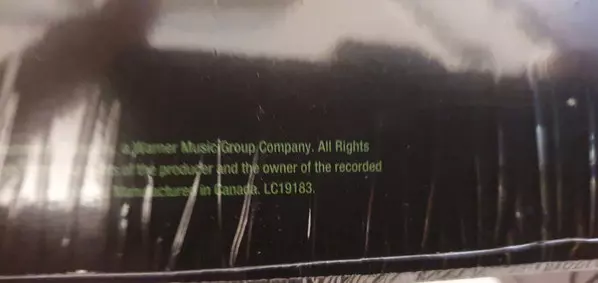 a Warner Music Group Company. All Rights
of the producer and the owner of the recorded
Manufactured in Canada. LC19183.